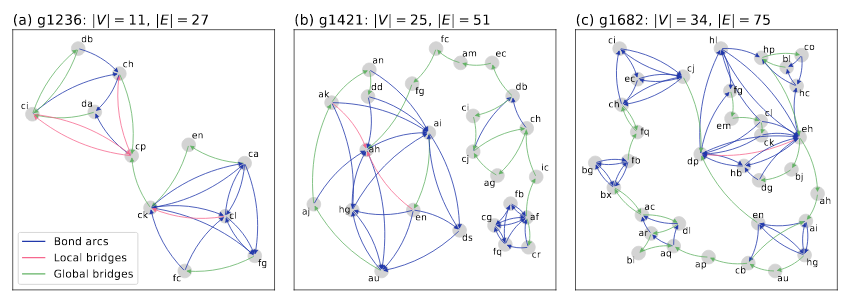 (a) g1236: |V| = 11, |E| = 27
db
ch
ci
da
cp
en
ca
ck
cl
fc
fg
Bond arcs
Local bridges
Global bridges
(b) g1421: |V| = 25, |E| = 51
fc
am
ec
an
dd
fg
ak
db
ai
ci
ch
ah
cj
ag
ic
aj
hg
en
fb
cg
af
ds
fq
cr
au
(c) g1682: |V| = 34, |E| = 75
ci
hi
hp
co
cj
bl
ec
hc
fg
ch
em
cl
eh
fq
ck
dp
bg
fb
hb
bj
bx
dg
ah
ac
en
dl
ai
ar
bi
aq
ap
hg
cb
au